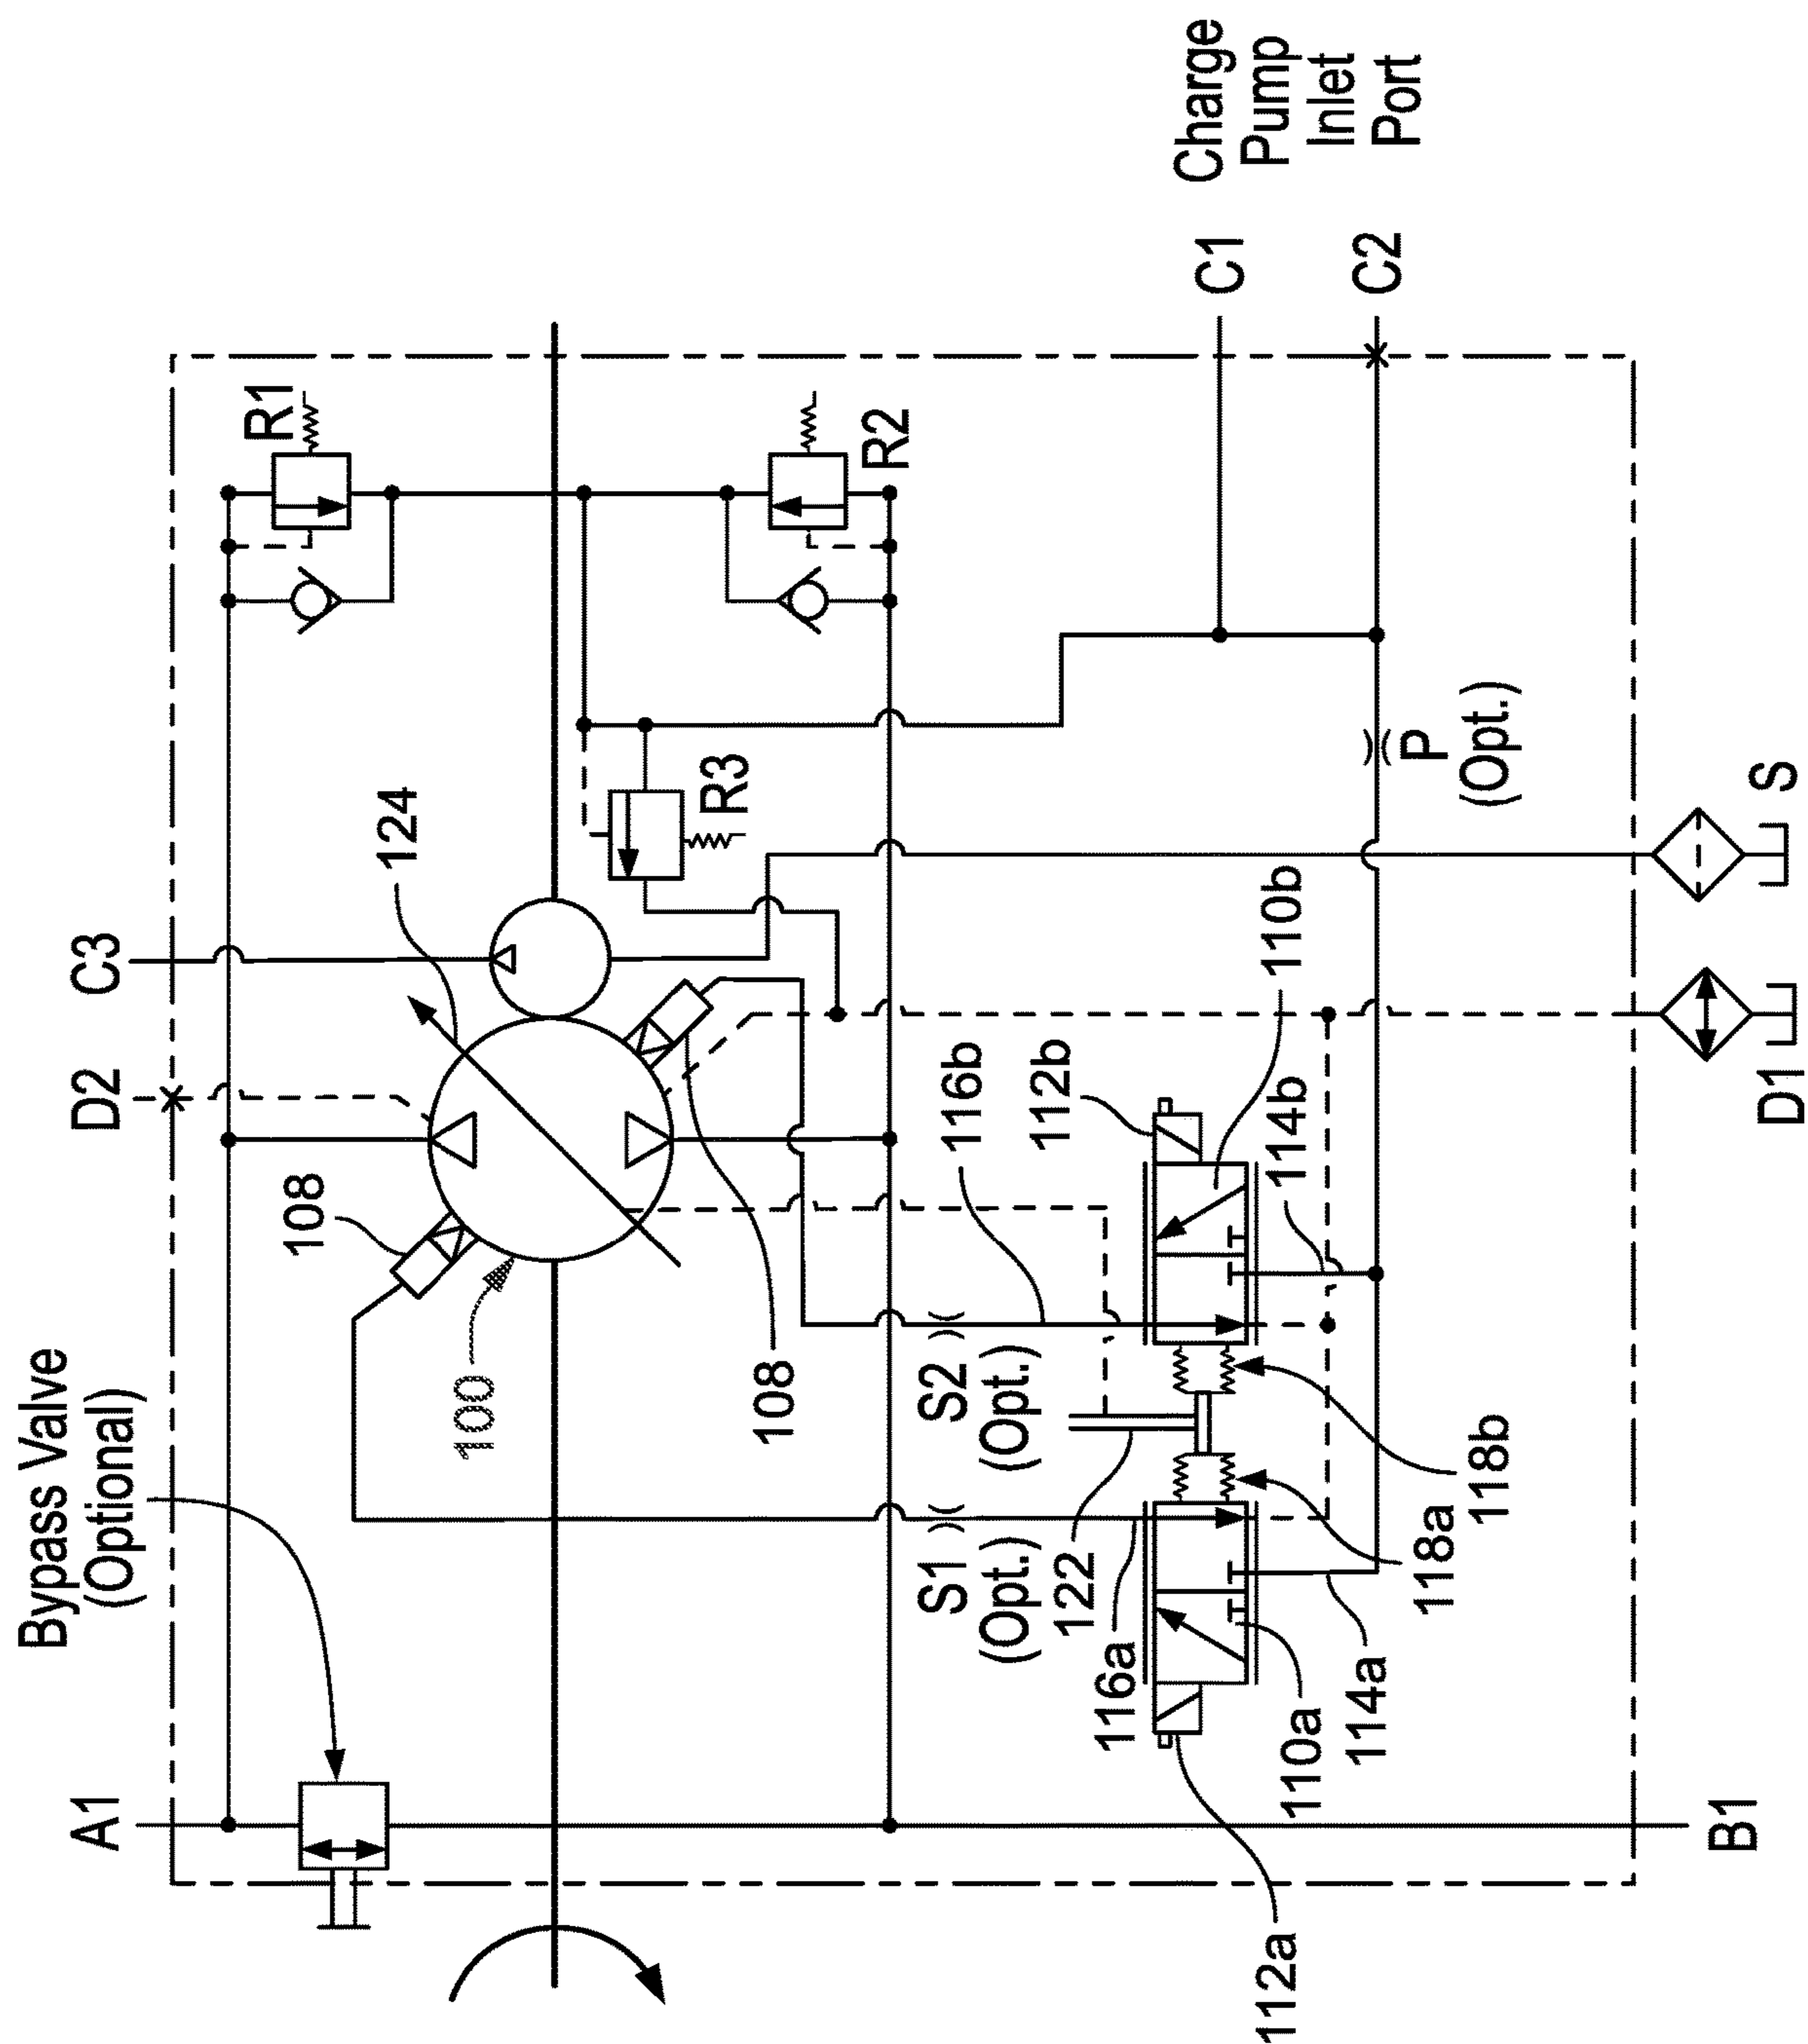 Bypass Valve
(Optional)
A1
D2
C3
108
100
124
R1
R2
R3
108
Charge
Pump
Inlet
Port
C1
C2
S1
(Opt.)
S2
(Opt.)
P
(Opt.)
116a
122
116b
112b
110b
114b
118b
118a
114a
110a
112a
B1
D1
S